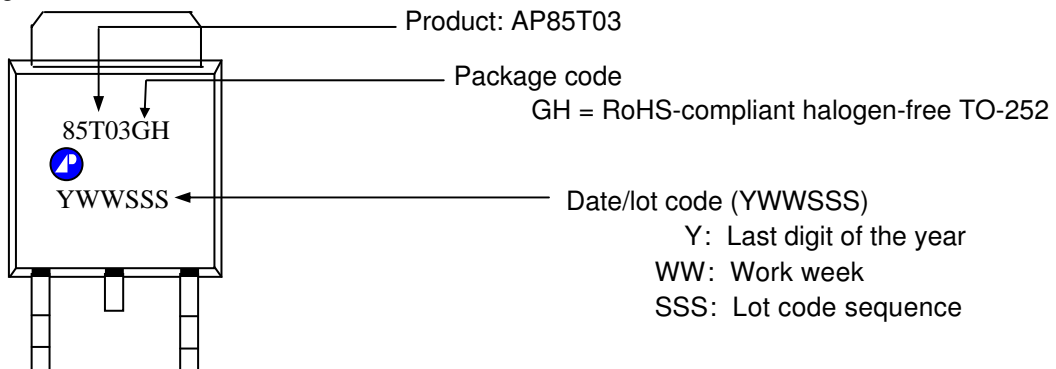 Product: AP85T03
Package code
GH = RoHS-compliant halogen-free TO-252
85T03GH
YWWSSS
Date/lot code (YWWSSS)
Y: Last digit of the year
WW: Work week
SSS: Lot code sequence